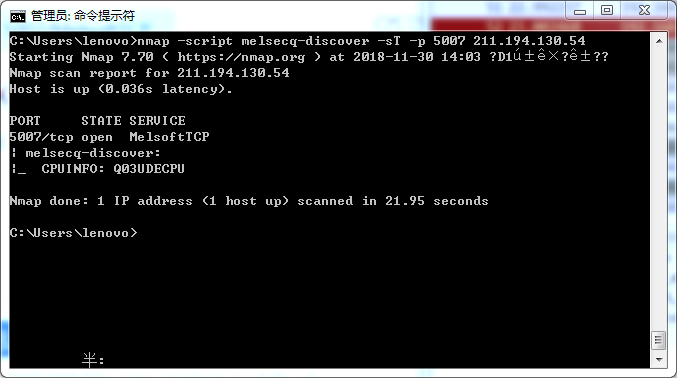 管理员: 命令提示符
C:\Users\lenovo>nmap -script melsecq-discover -sT -p 5007 211.194.130.54
Starting Nmap 7.70 ( https://nmap.org ) at 2018-11-30 14:03 ?D1ú±ê×?ê±??
Nmap scan report for 211.194.130.54
Host is up (0.036s latency).
PORT     STATE SERVICE
5007/tcp open  MelsoftTCP
| melsecq-discover:
|_  CPUINFO: Q03UDECPU
Nmap done: 1 IP address (1 host up) scanned in 21.95 seconds
C:\Users\lenovo>
半: